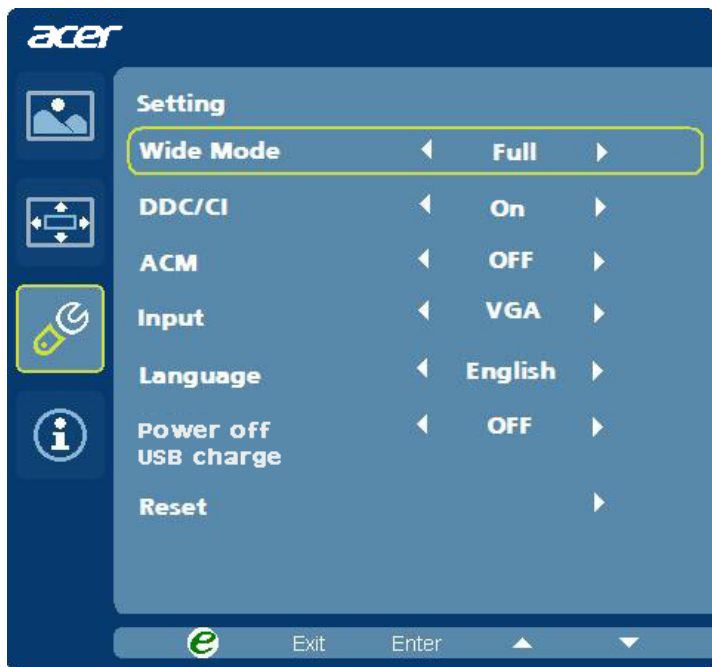 acer
Setting
Wide Mode Full
DDC/CI On
ACM OFF
Input VGA
Language English
Power off OFF
USB charge
Reset
e Exit Enter